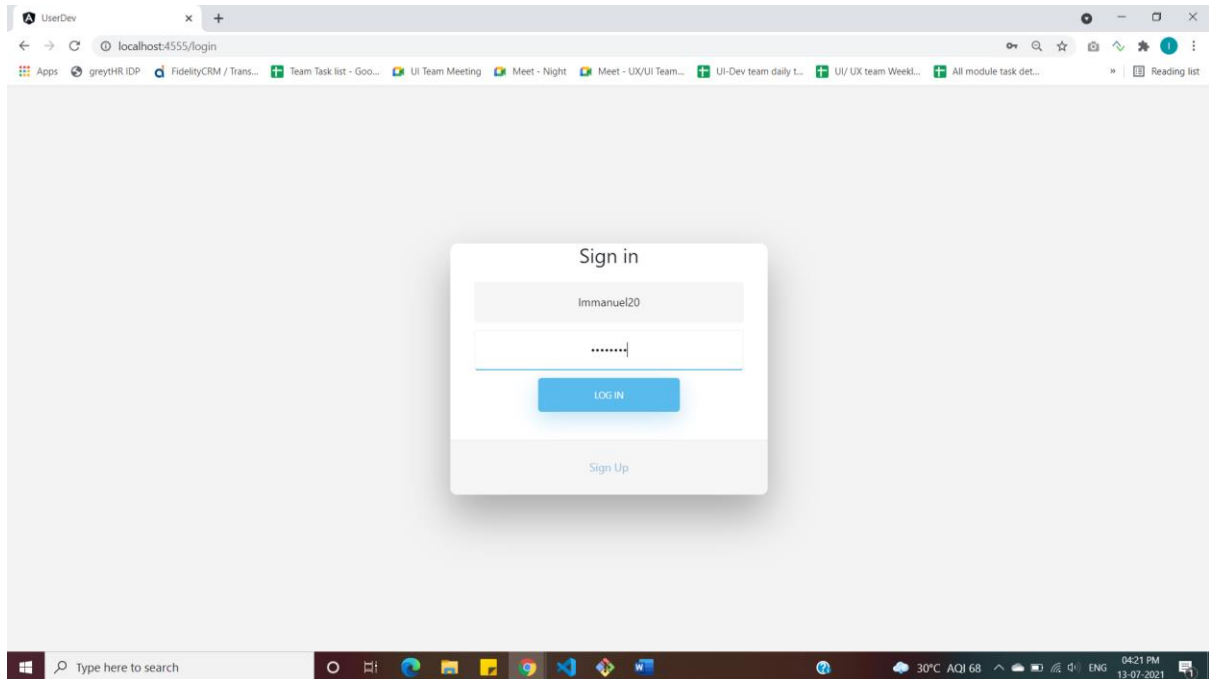 UserDev
localhost:4555/login
Apps greytHR IDP FidelityCRM / Trans... Team Task list - Goo... UI Team Meeting Meet - Night Meet - UX/UI Team... UI-Dev team daily t... UI/ UX team Weekl... All module task det... » Reading list
Sign in
Immanuel20
••••••••
LOG IN
Sign Up
Type here to search
30°C AQI 68 ENG
04:21 PM
13-07-2021